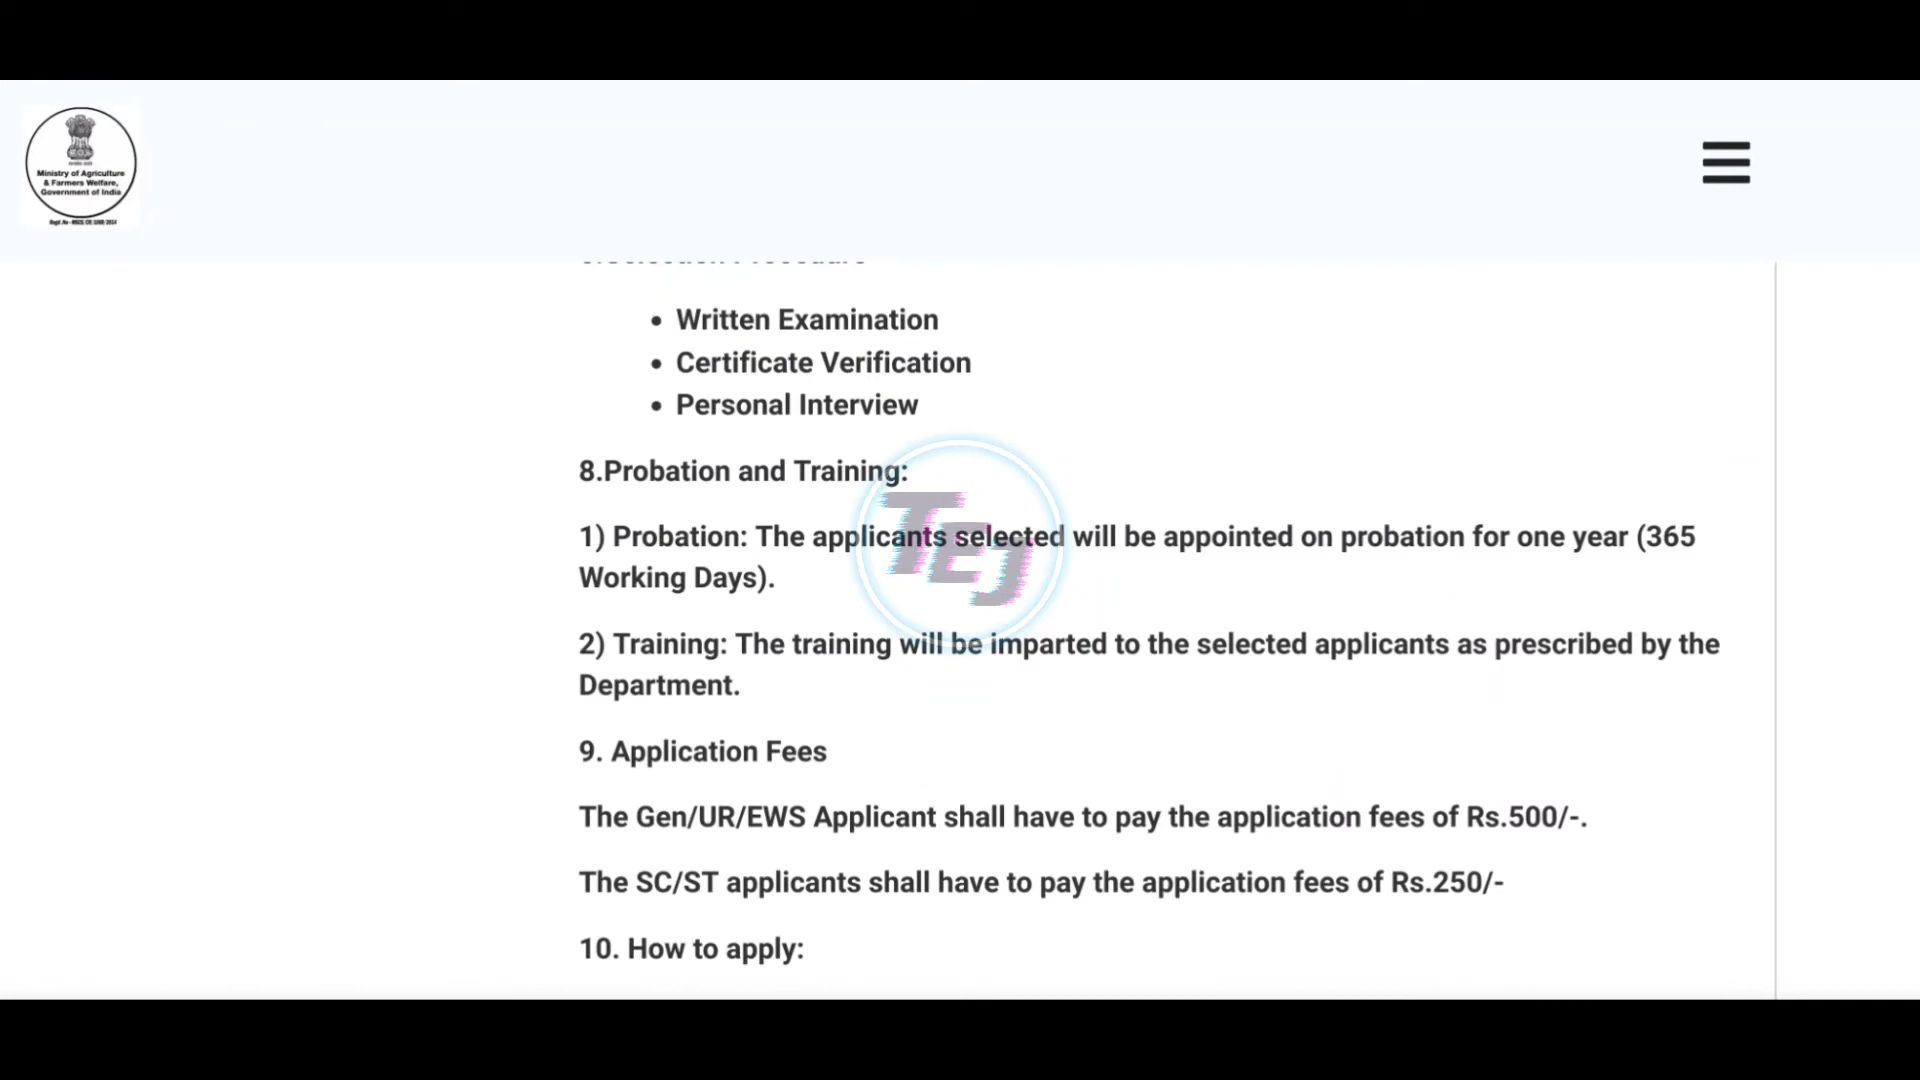 Ministry of Agriculture
& Farmers Welfare,
Government of India
Written Examination
Certificate Verification
Personal Interview
8.Probation and Training:
1) Probation: The applicants selected will be appointed on probation for one year (365
Working Days).
TEJ
2) Training: The training will be imparted to the selected applicants as prescribed by the
Department.
9. Application Fees
The Gen/UR/EWS Applicant shall have to pay the application fees of Rs.500/-.
The SC/ST applicants shall have to pay the application fees of Rs.250/-
10. How to apply: